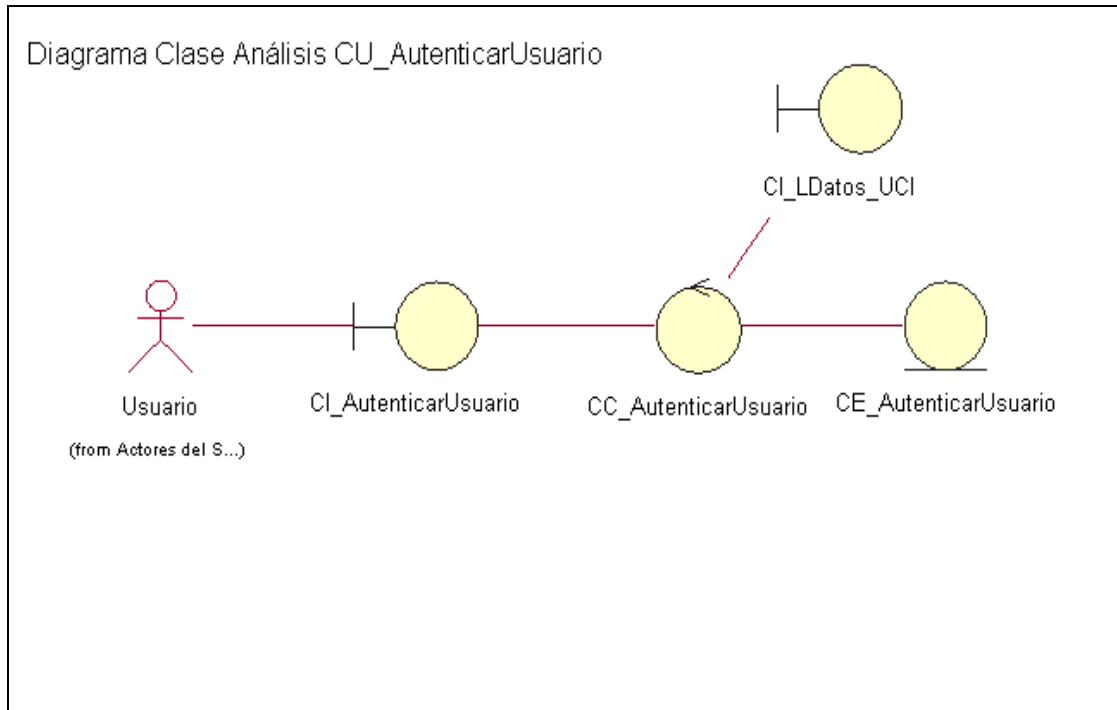 Diagrama Clase Análisis CU_AutenticarUsuario
CI_LDatos_UCI
Usuario
CI_AutenticarUsuario
CC_AutenticarUsuario
CE_AutenticarUsuario
(from Actores del S...)